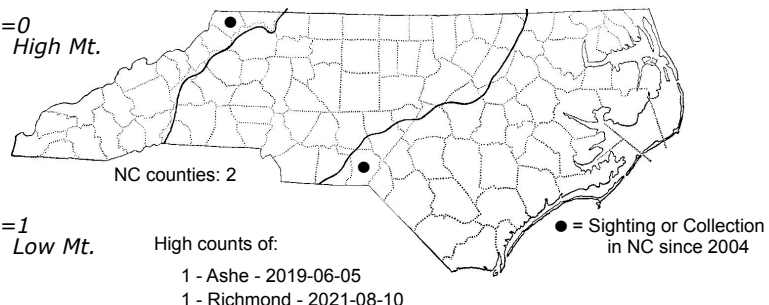 =0
High Mt.
NC counties: 2
=1
Low Mt.
High counts of:
1 - Ashe - 2019-06-05
1 - Richmond - 2021-08-10
● = Sighting or Collection
in NC since 2004